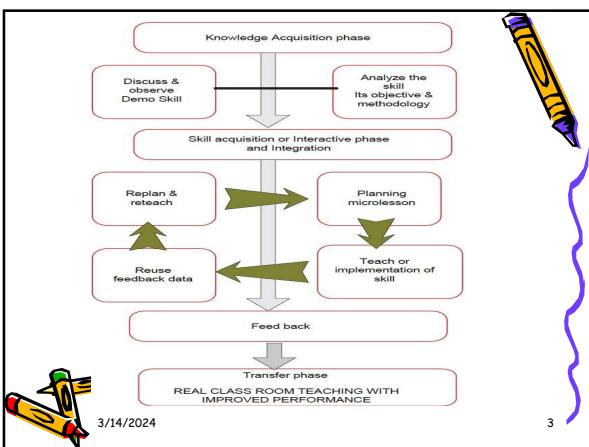 Knowledge Acquisition phase
Discuss &
observe
Demo Skill
Analyze the
skill
Its objective &
methodology
Skill acquisition or Interactive phase
and Integration
Replan &
reteach
Planning
microlesson
Reuse
feedback data
Teach or
implementation of
skill
Feed back
Transfer phase
REAL CLASS ROOM TEACHING WITH
IMPROVED PERFORMANCE
3/14/2024
3